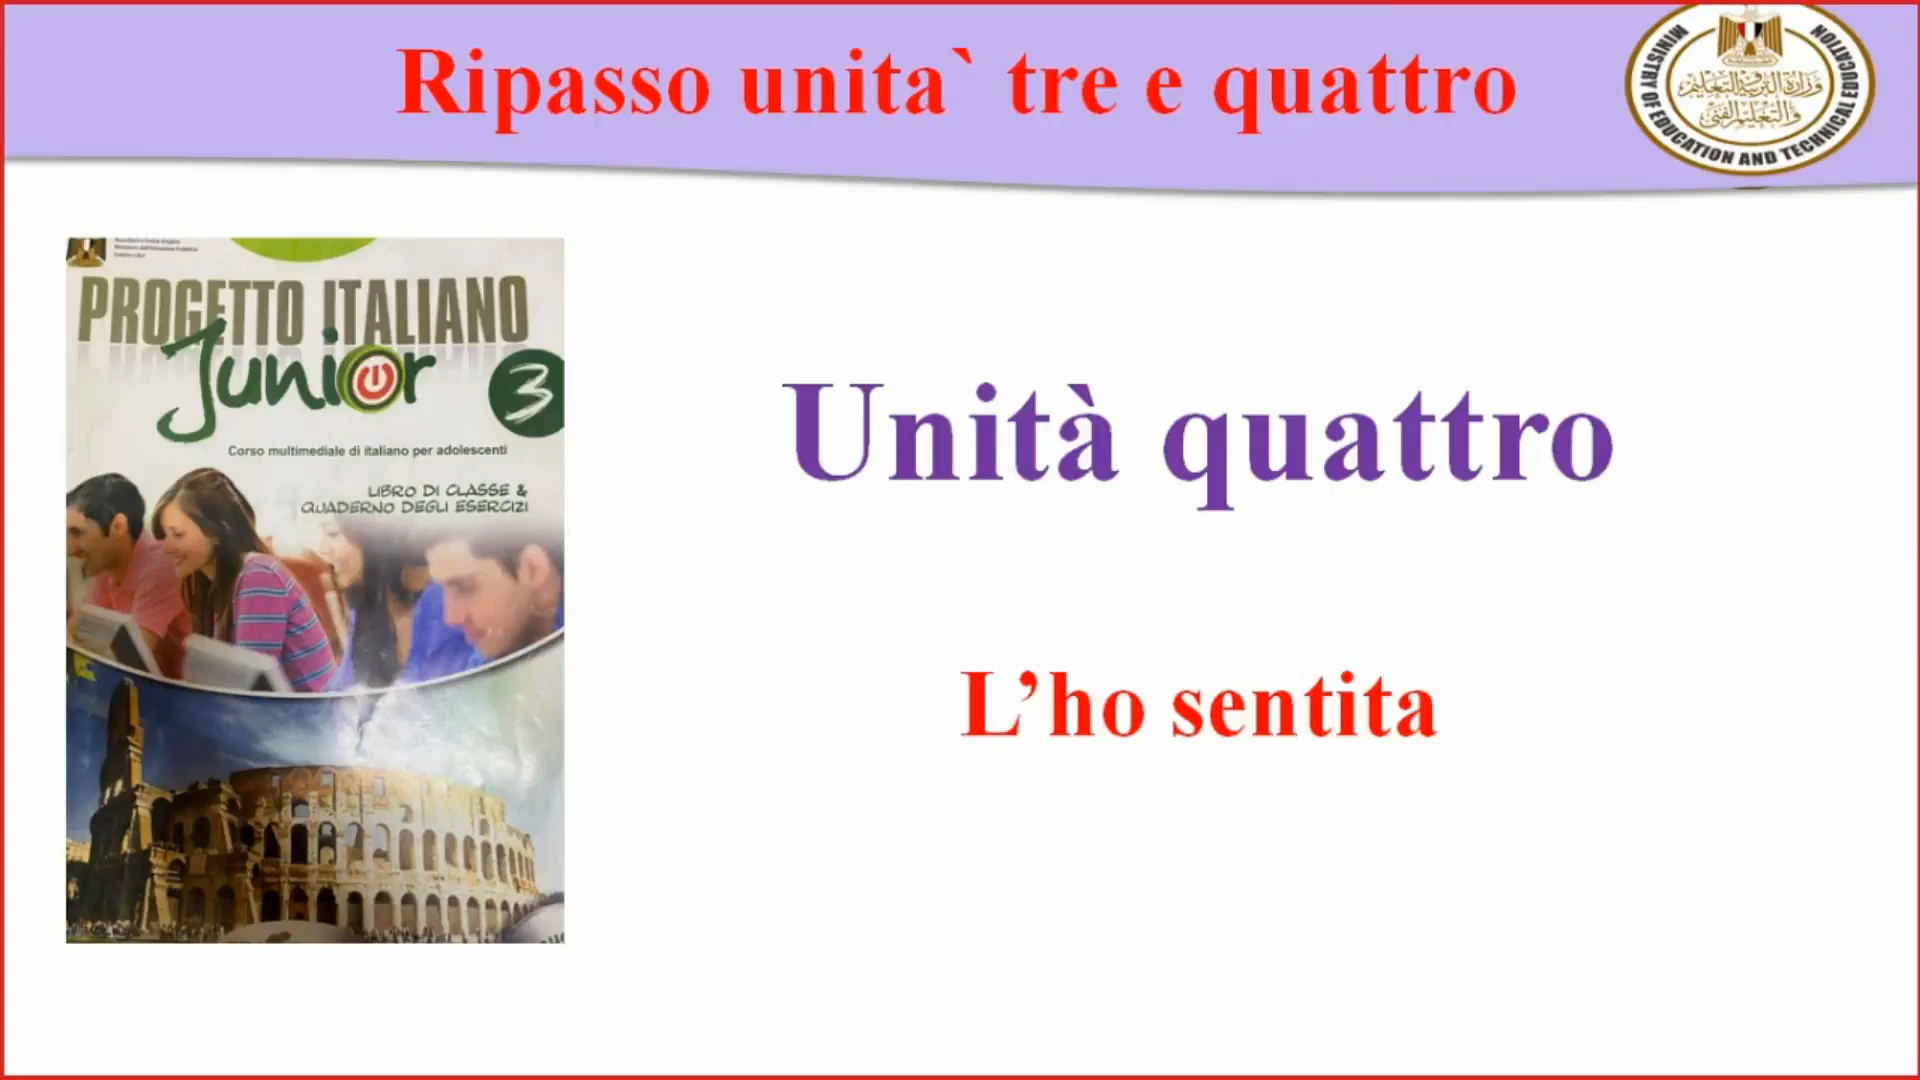 Ripasso unita` tre e quattro
MINISTRY OF EDUCATION AND TECHNICAL EDUCATION
وزارة التربية والتعليم
والتعليم الفني
PROGETTO ITALIANO
Junior 3
Corso multimediale di italiano per adolescenti
LIBRO DI CLASSE &
QUADERNO DEGLI ESERCIZI
Unità quattro
L’ho sentita